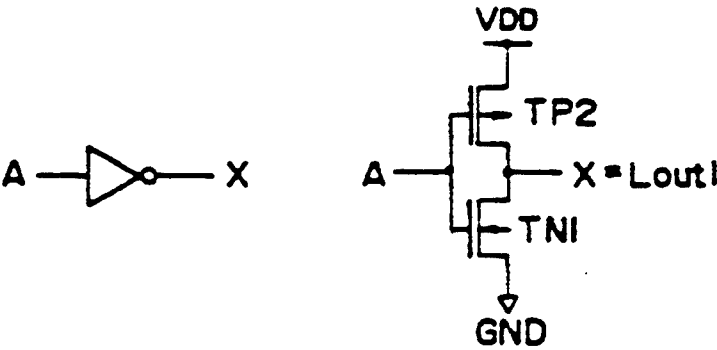 VDD
TP2
A
X
A
X=Lout1
TN1
GND